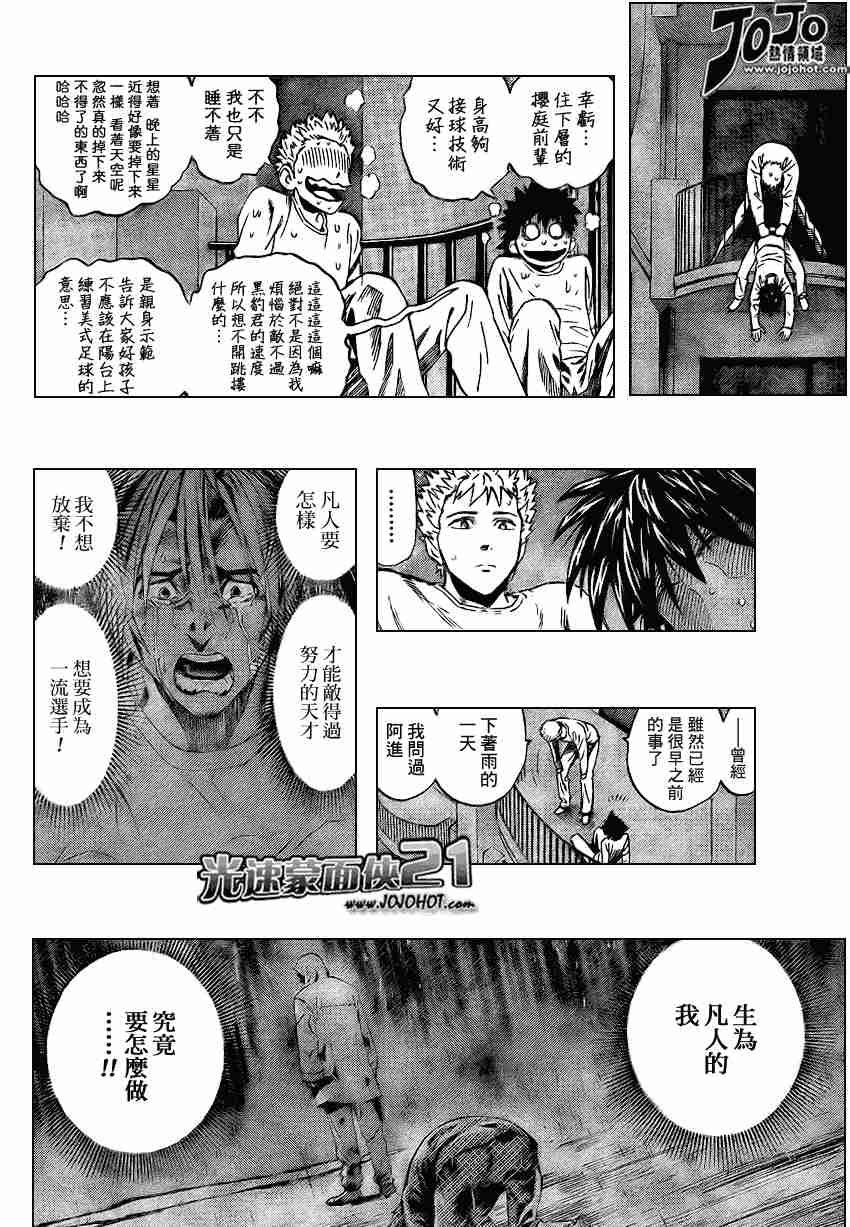 JOJO
熱情領域
www.jojohot.com
幸虧…
住下層的
櫻庭前輩
身高夠
接球技術
又好…
不不
我也只是
睡不著
想着 晚上的星星
近得好像要掉下來
一樣 看着天空呢
忽然真的掉下來
不得了的東西了啊
哈哈哈
這這這這個嘛
絕對不是因為我
煩惱於敵不過
黑豹君的速度
所以想不開跳摟
什麼的…
是親身示範
告訴大家好孩子
不應該在陽台上
練習美式足球的
意思…
………
凡人要
怎樣
才能敵得過
努力的天才
我不想
放棄！
想要成為
一流選手！
──曾經
雖然已經
是很早之前
的事了
下著雨的
一天
我問過
阿進
光速蒙面俠21
www.JOJOHOT.com
生為
凡人的
我
究竟
要怎麼做
……!!